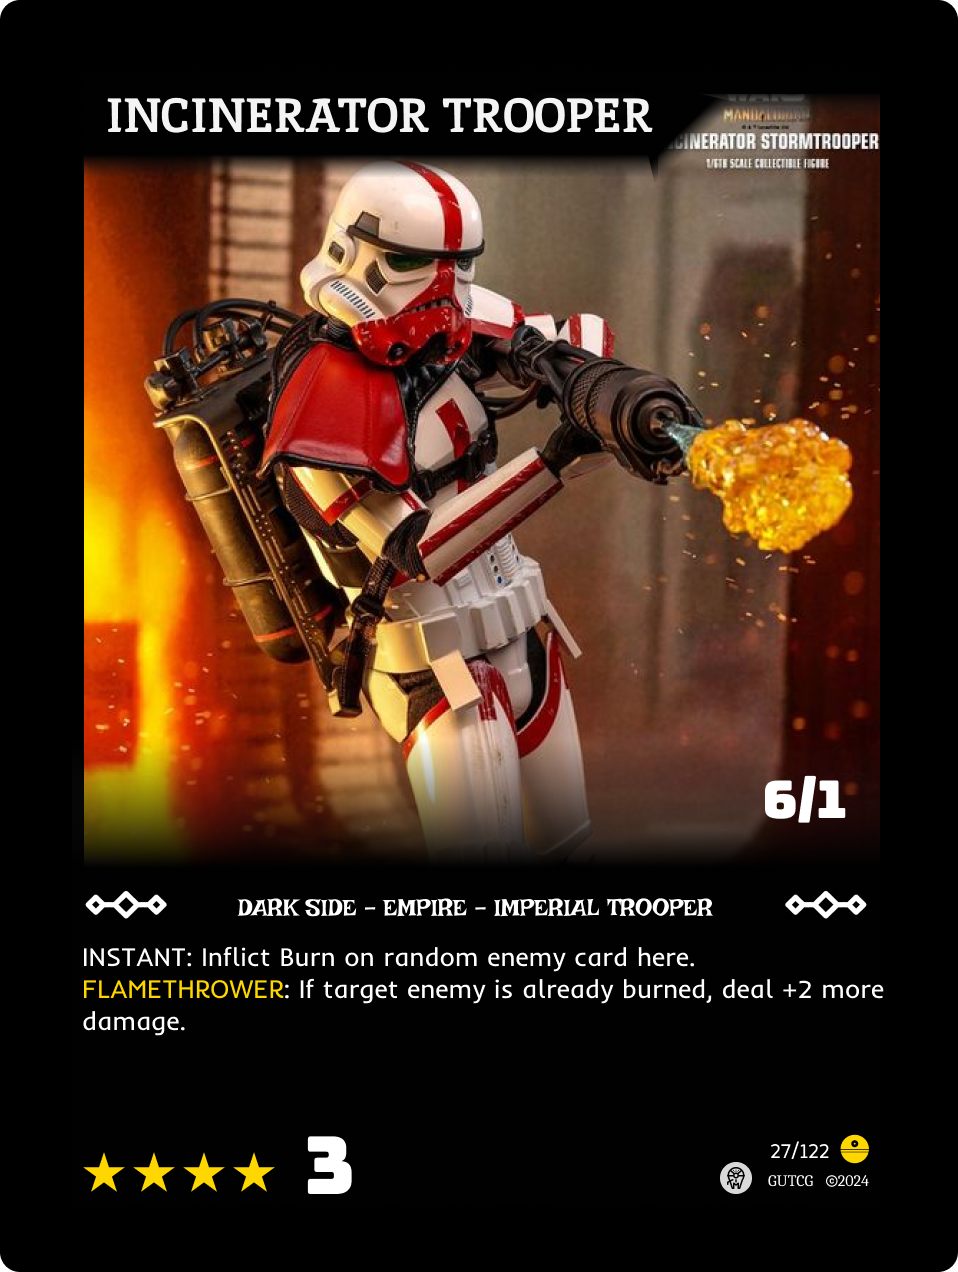 INCINERATOR TROOPER
MANDALORIAN
INERATOR STORMTROOPER
1/6TH SCALE COLLECTIBLE FIGURE
6/1
DARK SIDE – EMPIRE – IMPERIAL TROOPER
INSTANT: Inflict Burn on random enemy card here.
FLAMETHROWER: If target enemy is already burned, deal +2 more
damage.
3
27/122
GUTCG ©2024